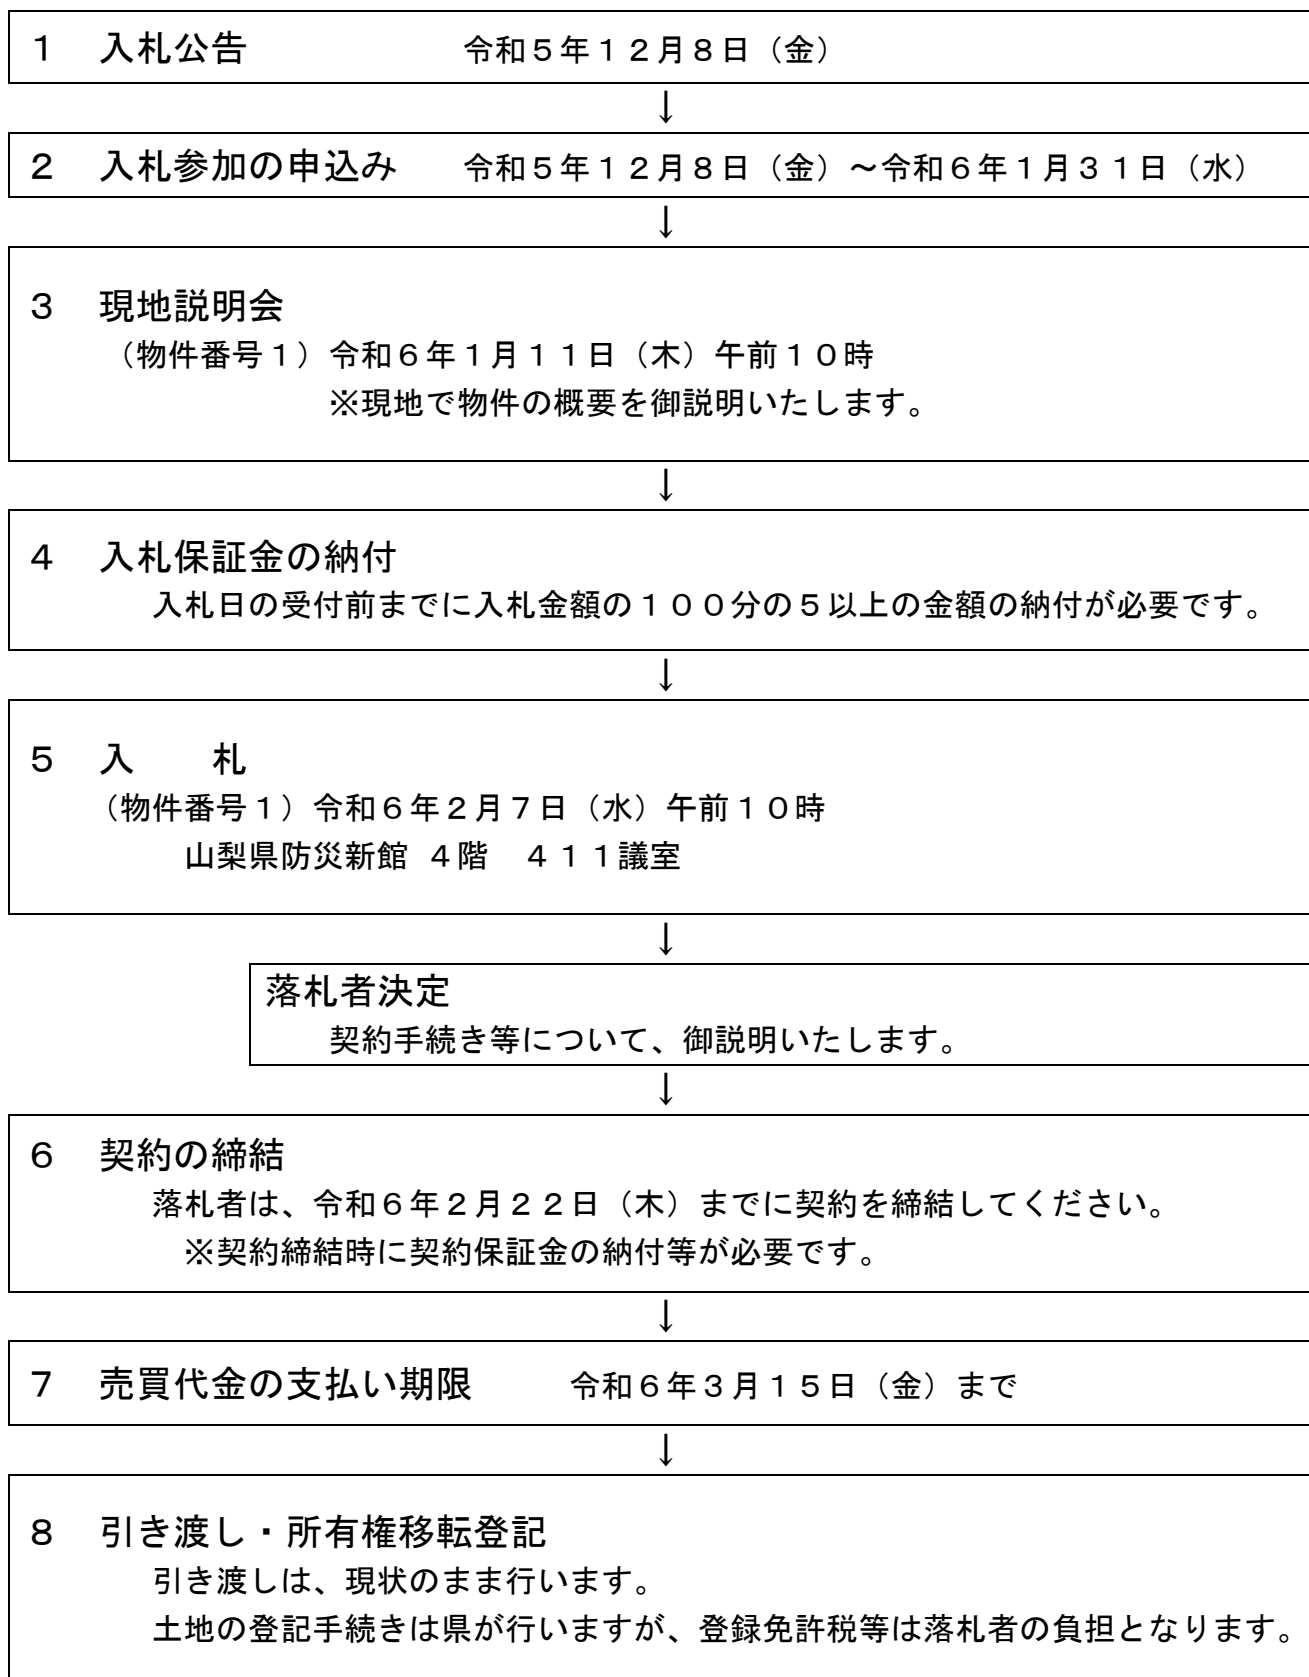 １　入札公告　　　　　　令和５年１２月８日（金）
↓
２　入札参加の申込み　　令和５年１２月８日（金）～令和６年１月３１日（水）
↓
３　現地説明会
（物件番号１）令和６年１月１１日（木）午前１０時
※現地で物件の概要を御説明いたします。
↓
４　入札保証金の納付
入札日の受付前までに入札金額の１００分の５以上の金額の納付が必要です。
↓
５　入　　札
（物件番号１）令和６年２月７日（水）午前１０時
山梨県防災新館 ４階　４１１議室
↓
落札者決定
契約手続き等について、御説明いたします。
↓
６　契約の締結
落札者は、令和６年２月２２日（木）までに契約を締結してください。
※契約締結時に契約保証金の納付等が必要です。
↓
７　売買代金の支払い期限　　　令和６年３月１５日（金）まで
↓
８　引き渡し・所有権移転登記
引き渡しは、現状のまま行います。
土地の登記手続きは県が行いますが、登録免許税等は落札者の負担となります。